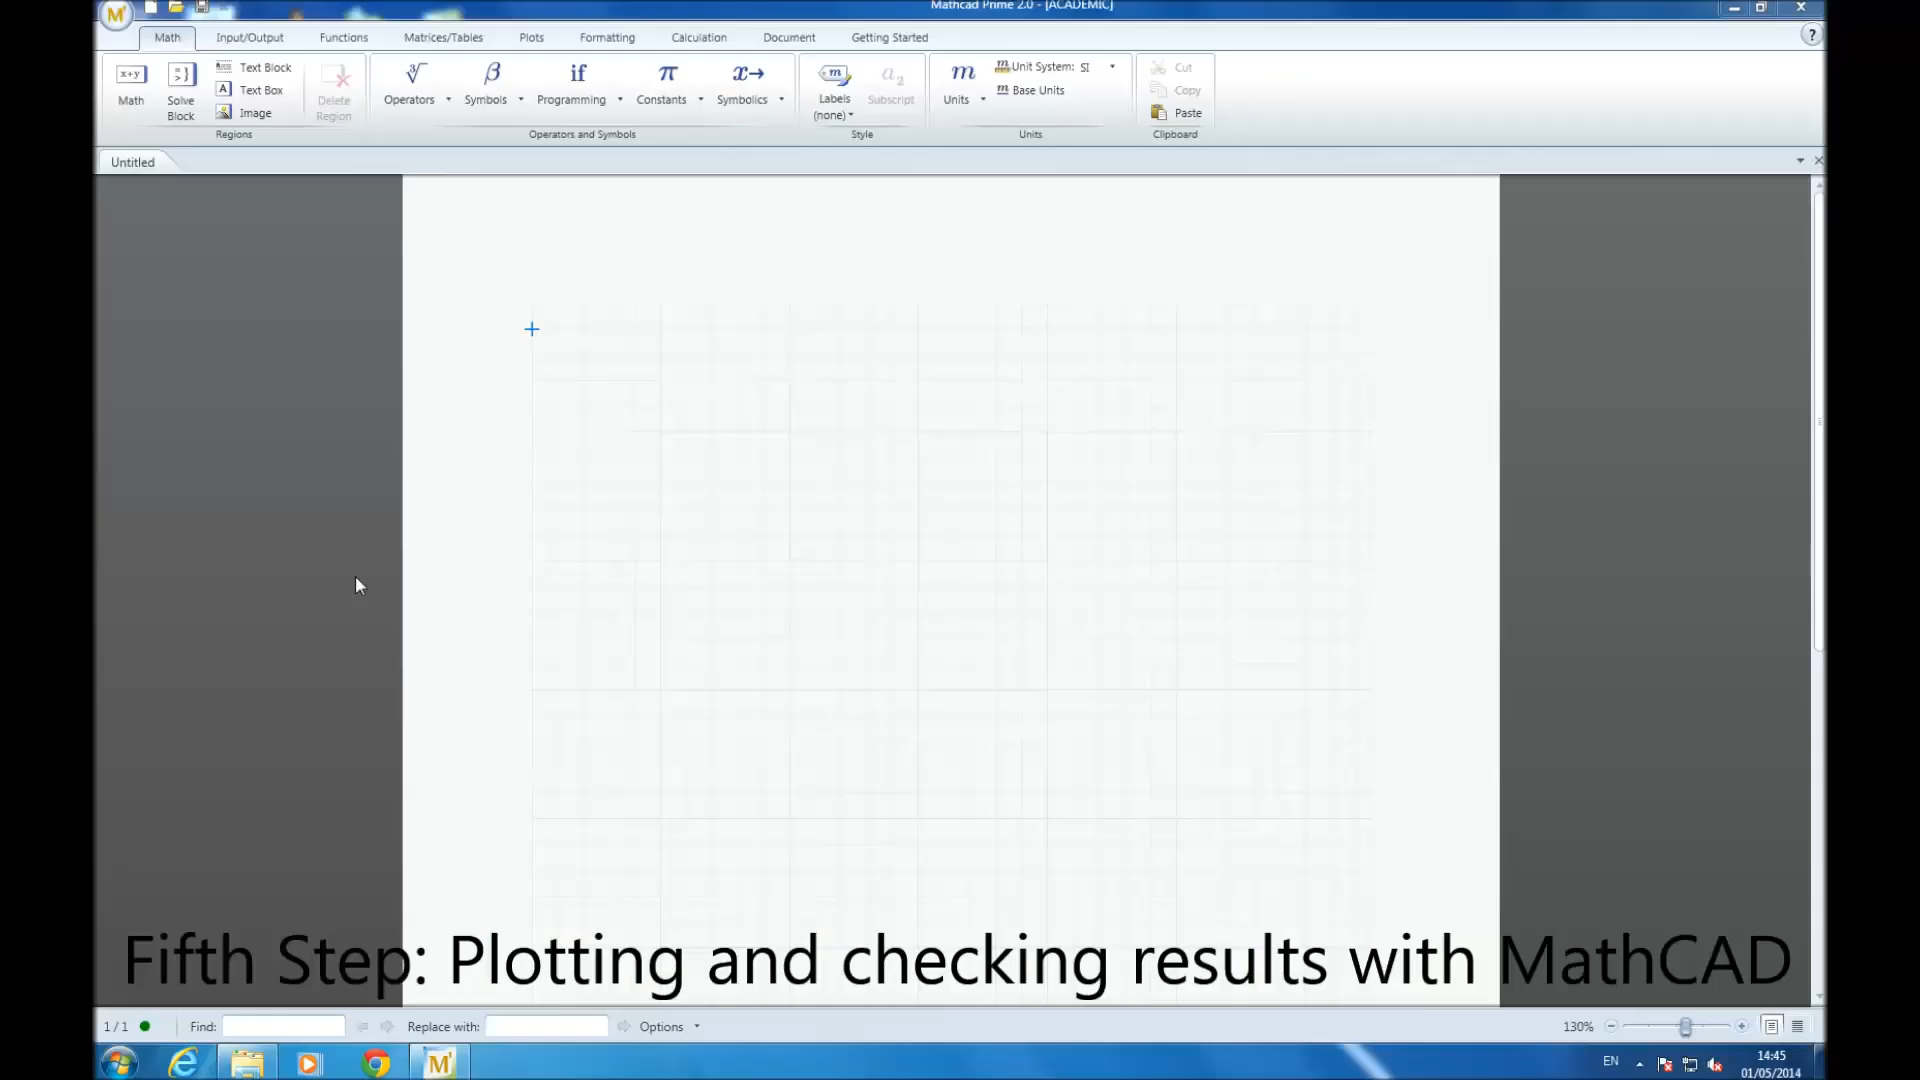 Mathcad Prime 2.0 - [ACADEMIC]
Math Input/Output Functions Matrices/Tables Plots Formatting Calculation Document Getting Started
x+y Math
Solve Block
Text Block
Text Box
Image
Delete Region
Regions
Operators
β Symbols
if Programming
π Constants
x→ Symbolics
Operators and Symbols
m Labels (none)
a₂ Subscript
Style
m Units
Unit System: SI
m Base Units
Units
Cut
Copy
Paste
Clipboard
Untitled
Fifth Step: Plotting and checking results with MathCAD
1 / 1 Find: Replace with: Options 130%
EN 14:45
01/05/2014